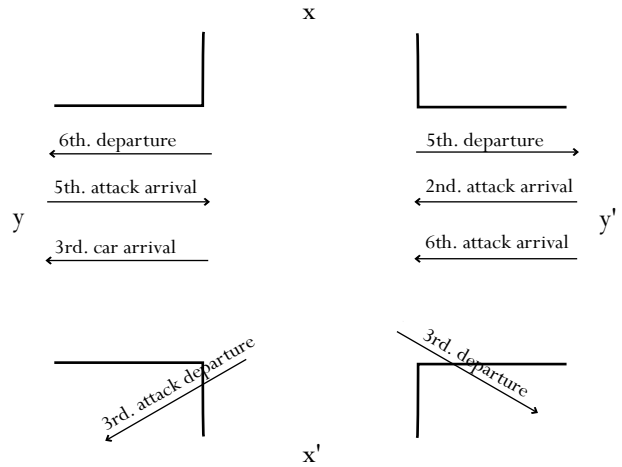 x
6th. departure
5th. departure
5th. attack arrival
2nd. attack arrival
y
y'
3rd. car arrival
6th. attack arrival
3rd. attack departure
3rd. departure
x'